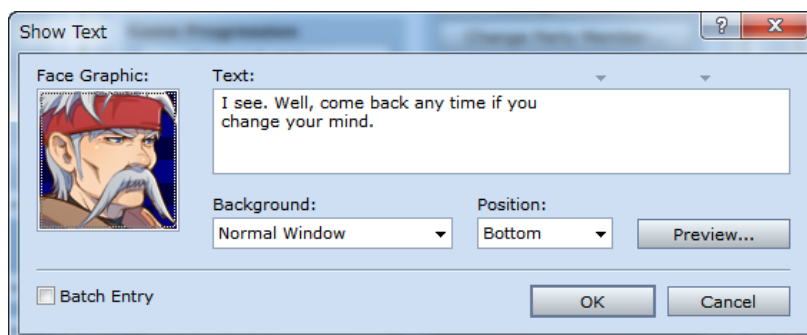 Show Text
Face Graphic:
Text:
I see. Well, come back any time if you
change your mind.
Background:
Position:
Normal Window
Bottom
Preview...
Batch Entry
OK
Cancel